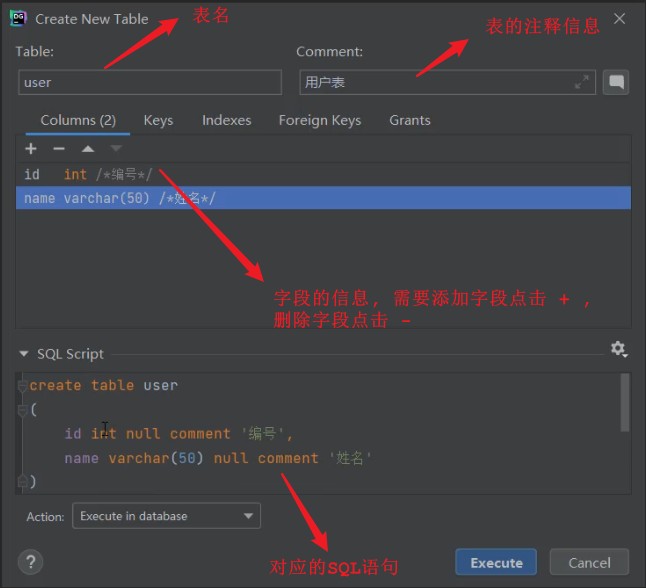 DG Create New Table
表名
表的注释信息
Table:
Comment:
user
用户表
Columns (2) Keys Indexes Foreign Keys Grants
id int /*编号*/
name varchar(50) /*姓名*/
字段的信息, 需要添加字段点击 + ,
删除字段点击 -
SQL Script
create table user
(
id int null comment '编号',
name varchar(50) null comment '姓名'
)
Action: Execute in database
对应的SQL语句
? Execute Cancel